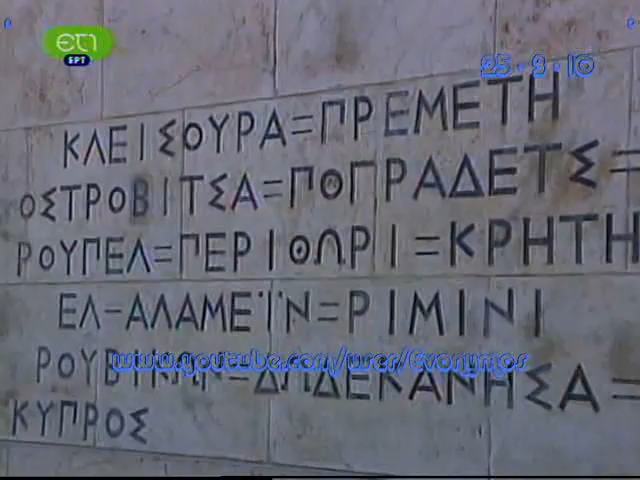 ετ1
ΕΡΤ
25-3-10
ΚΛΕΙΣΟΥΡΑ=ΠΡΕΜΕΤΗ
ΟΣΤΡΟΒΙΤΣΑ=ΠΟΓΡΑΔΕΤΣ=
ΡΟΥΠΕΛ=ΠΕΡΙΘΩΡΙ=ΚΡΗΤΗ
ΕΛ-ΑΛΑΜΕΪΝ=ΡΙΜΙΝΙ
ΡΟΥΒΙΚΩΝ=ΔΩΔΕΚΑΝΗΣΑ=
www.youtube.com/user/Evonymos
ΚΥΠΡΟΣ